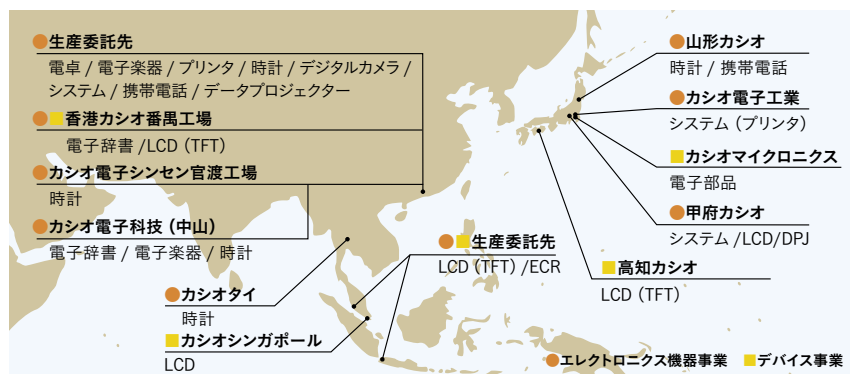 ●生産委託先
電卓 / 電子楽器 / プリンタ / 時計 / デジタルカメラ /
システム / 携帯電話 / データプロジェクター
●■香港カシオ番禺工場
電子辞書 /LCD（TFT）
●カシオ電子シンセン官渡工場
時計
●カシオ電子科技（中山）
電子辞書 / 電子楽器 / 時計
●カシオタイ
時計
■カシオシンガポール
LCD
●■生産委託先
LCD（TFT）/ECR
●山形カシオ
時計 / 携帯電話
●カシオ電子工業
システム（プリンタ）
■カシオマイクロニクス
電子部品
●甲府カシオ
システム /LCD/DPJ
■高知カシオ
LCD（TFT）
●エレクトロニクス機器事業 ■デバイス事業